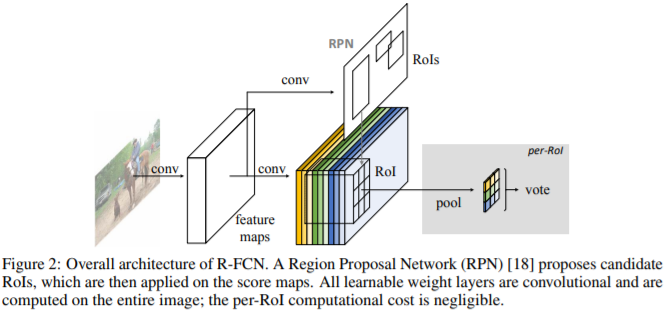 RPN
RoIs
conv
conv
conv
RoI
feature
maps
per-RoI
pool
vote
Figure 2: Overall architecture of R-FCN. A Region Proposal Network (RPN) [18] proposes candidate
RoIs, which are then applied on the score maps. All learnable weight layers are convolutional and are
computed on the entire image; the per-RoI computational cost is negligible.